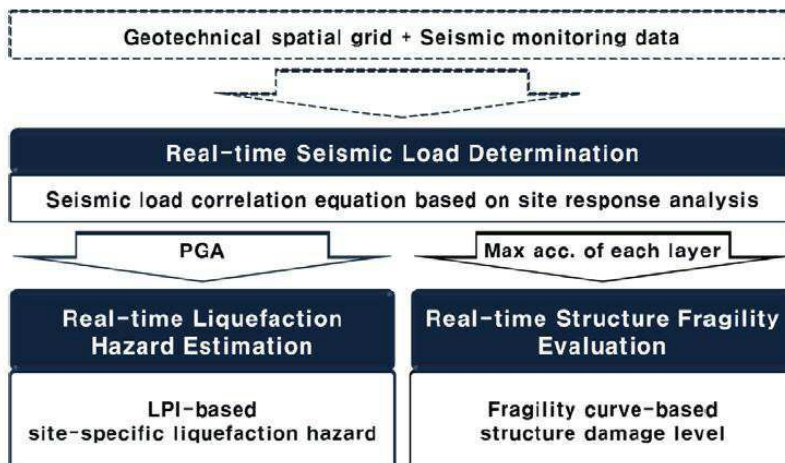 Geotechnical spatial grid + Seismic monitoring data
Real-time Seismic Load Determination
Seismic load correlation equation based on site response analysis
PGA
Max acc. of each layer
Real-time Liquefaction
Hazard Estimation
Real-time Structure Fragility
Evaluation
LPI-based
site-specific liquefaction hazard
Fragility curve-based
structure damage level